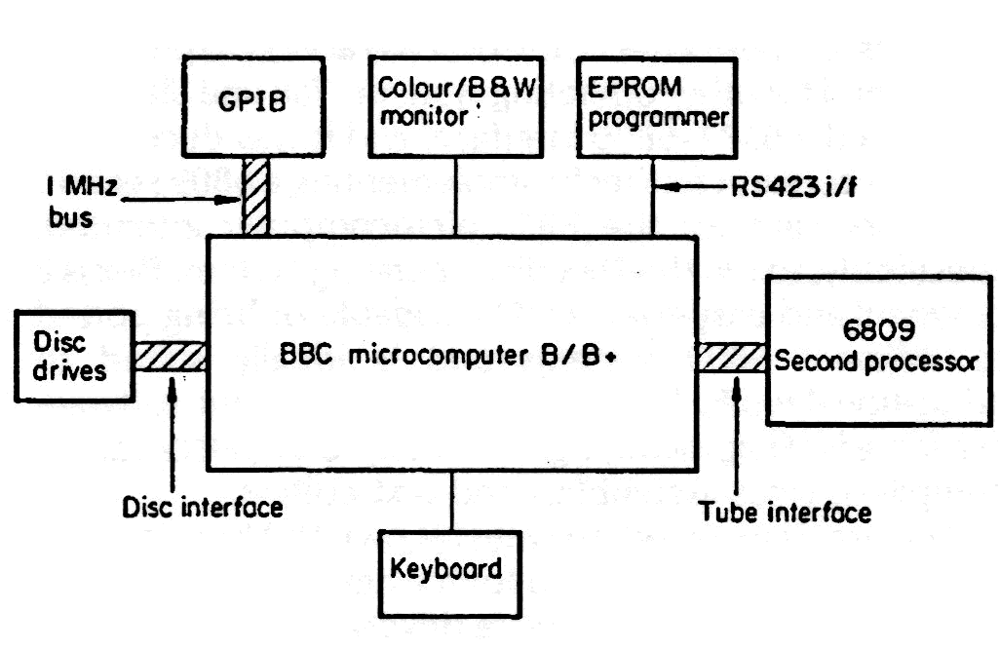 GPIB
Colour/B&W
monitor
EPROM
programmer
1 MHz
bus
RS423 i/f
Disc
drives
BBC microcomputer B/B+
6809
Second processor
Disc interface
Tube interface
Keyboard